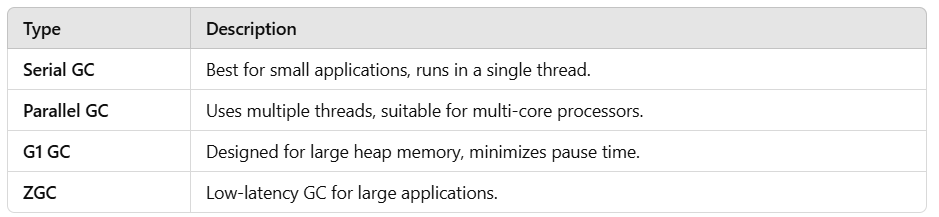 Type Description
Serial GC Best for small applications, runs in a single thread.
Parallel GC Uses multiple threads, suitable for multi-core processors.
G1 GC Designed for large heap memory, minimizes pause time.
ZGC Low-latency GC for large applications.